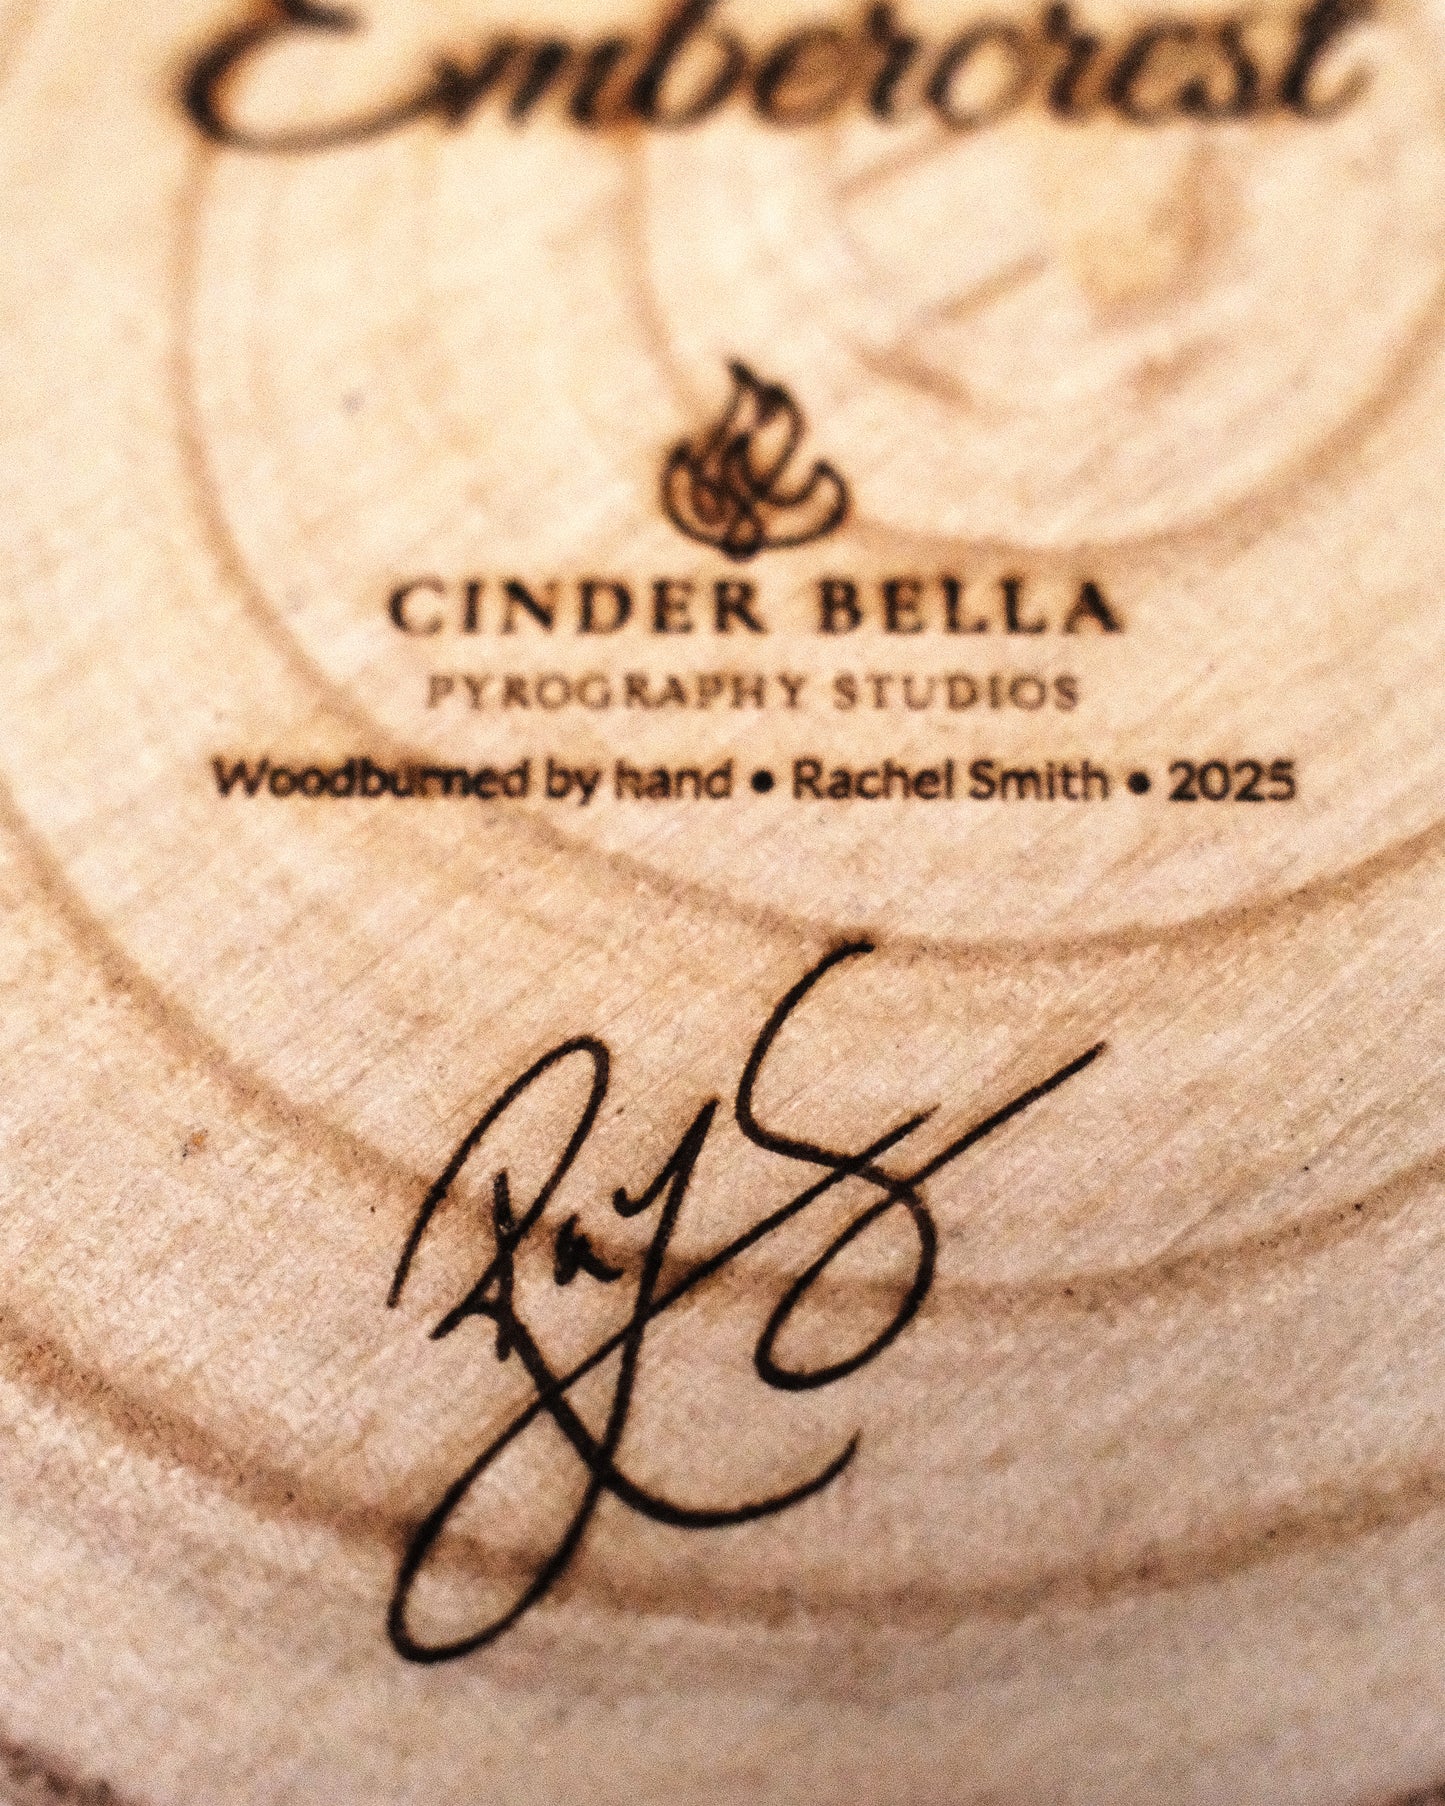 Embercrest
CINDER BELLA
PYROGRAPHY STUDIOS
Woodburned by hand • Rachel Smith • 2025